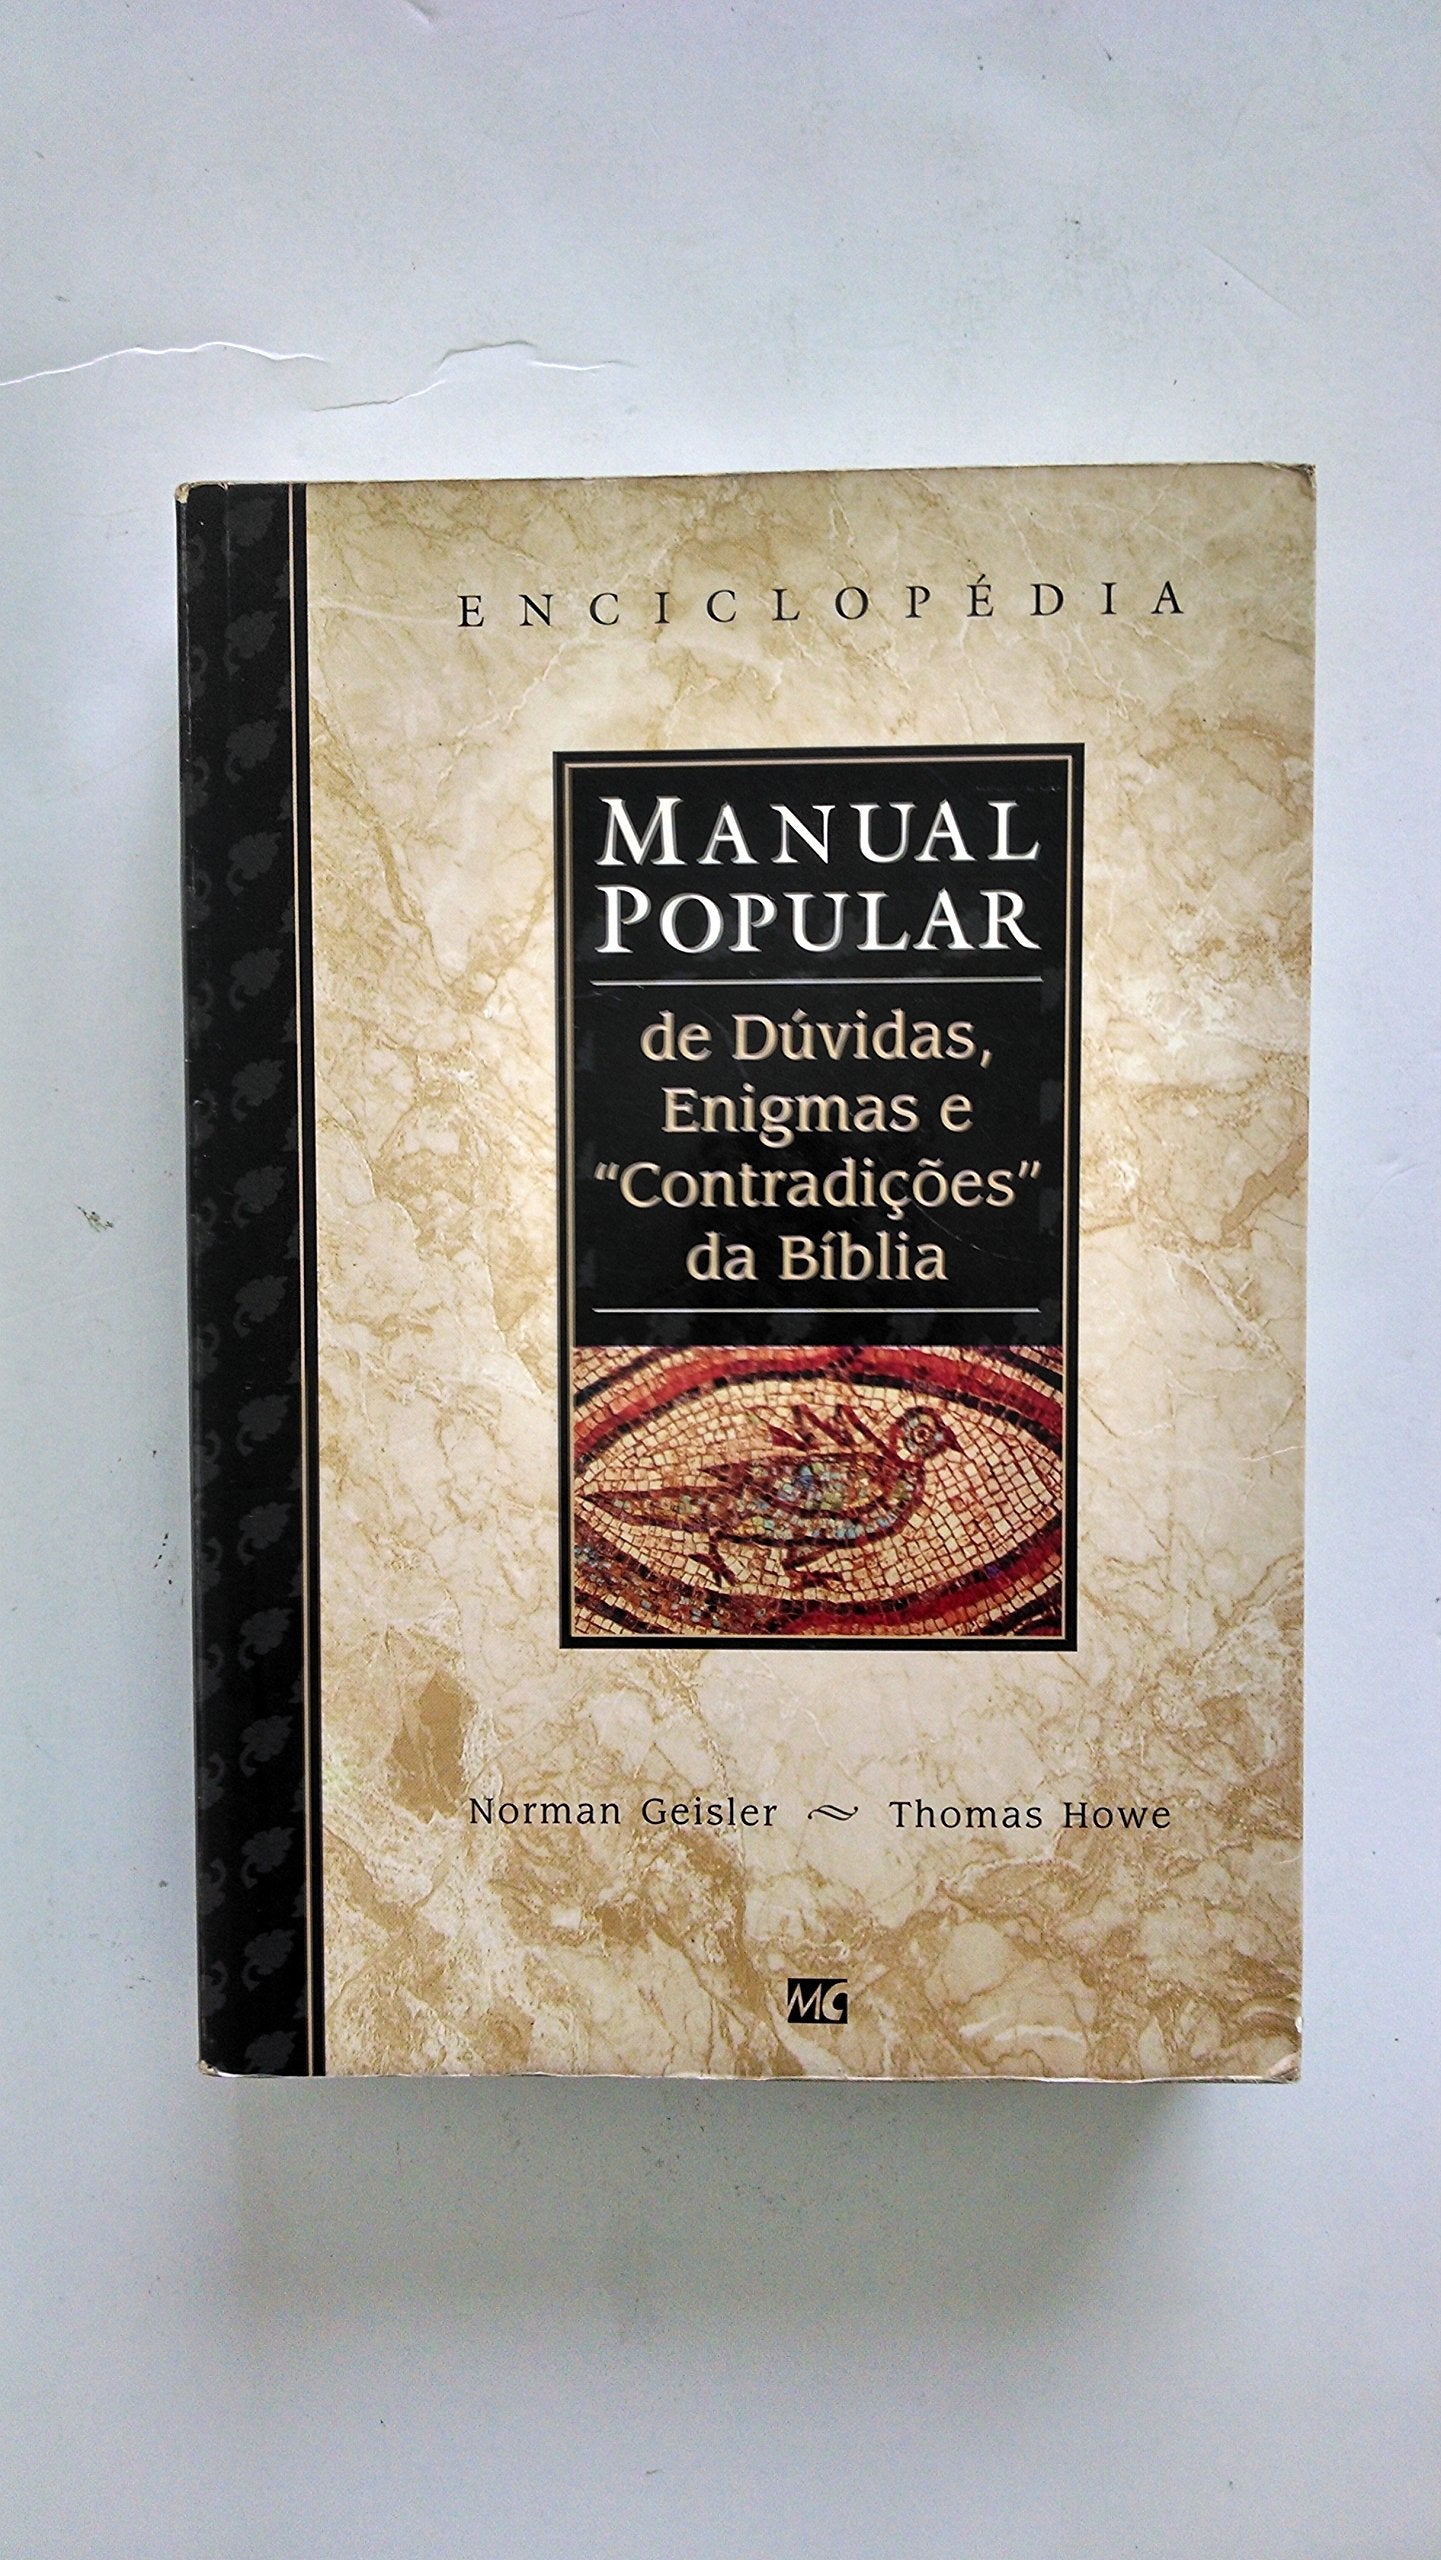 ENCICLOPÉDIA
MANUAL
POPULAR
de Dúvidas,
Enigmas e
“Contradições”
da Bíblia
Norman Geisler ~ Thomas Howe
MC